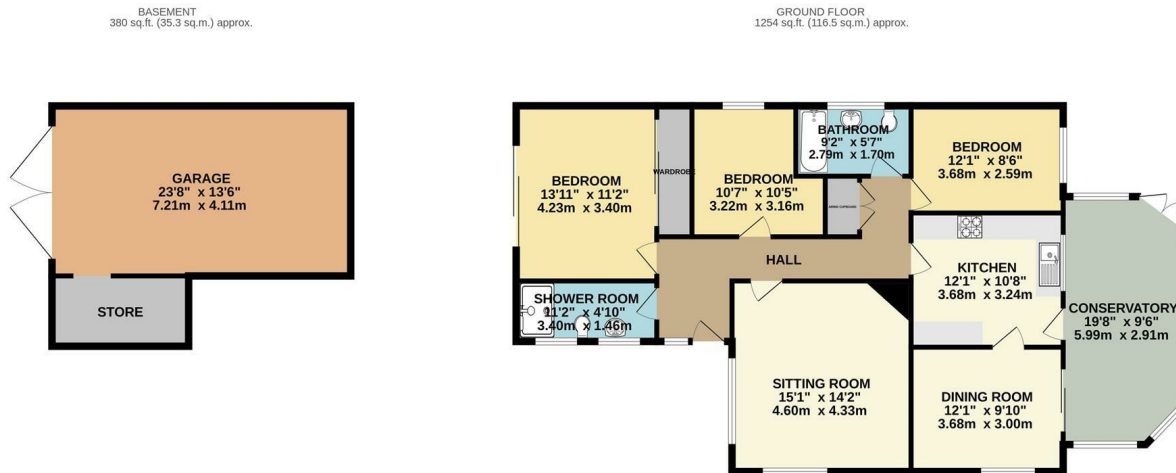 BASEMENT
380 sq.ft. (35.3 sq.m.) approx.
GARAGE
23'8" x 13'6"
7.21m x 4.11m
STORE
GROUND FLOOR
1254 sq.ft. (116.5 sq.m.) approx.
BEDROOM
13'11" x 11'2"
4.23m x 3.40m
WARDROBE
BEDROOM
10'7" x 10'5"
3.22m x 3.16m
BATHROOM
9'2" x 5'7"
2.79m x 1.70m
BEDROOM
12'1" x 8'6"
3.68m x 2.59m
HALL
KITCHEN
12'1" x 10'8"
3.68m x 3.24m
SHOWER ROOM
11'2" x 4'10"
3.40m x 1.46m
CONSERVATORY
19'8" x 9'6"
5.99m x 2.91m
SITTING ROOM
15'1" x 14'2"
4.60m x 4.33m
DINING ROOM
12'1" x 9'10"
3.68m x 3.00m